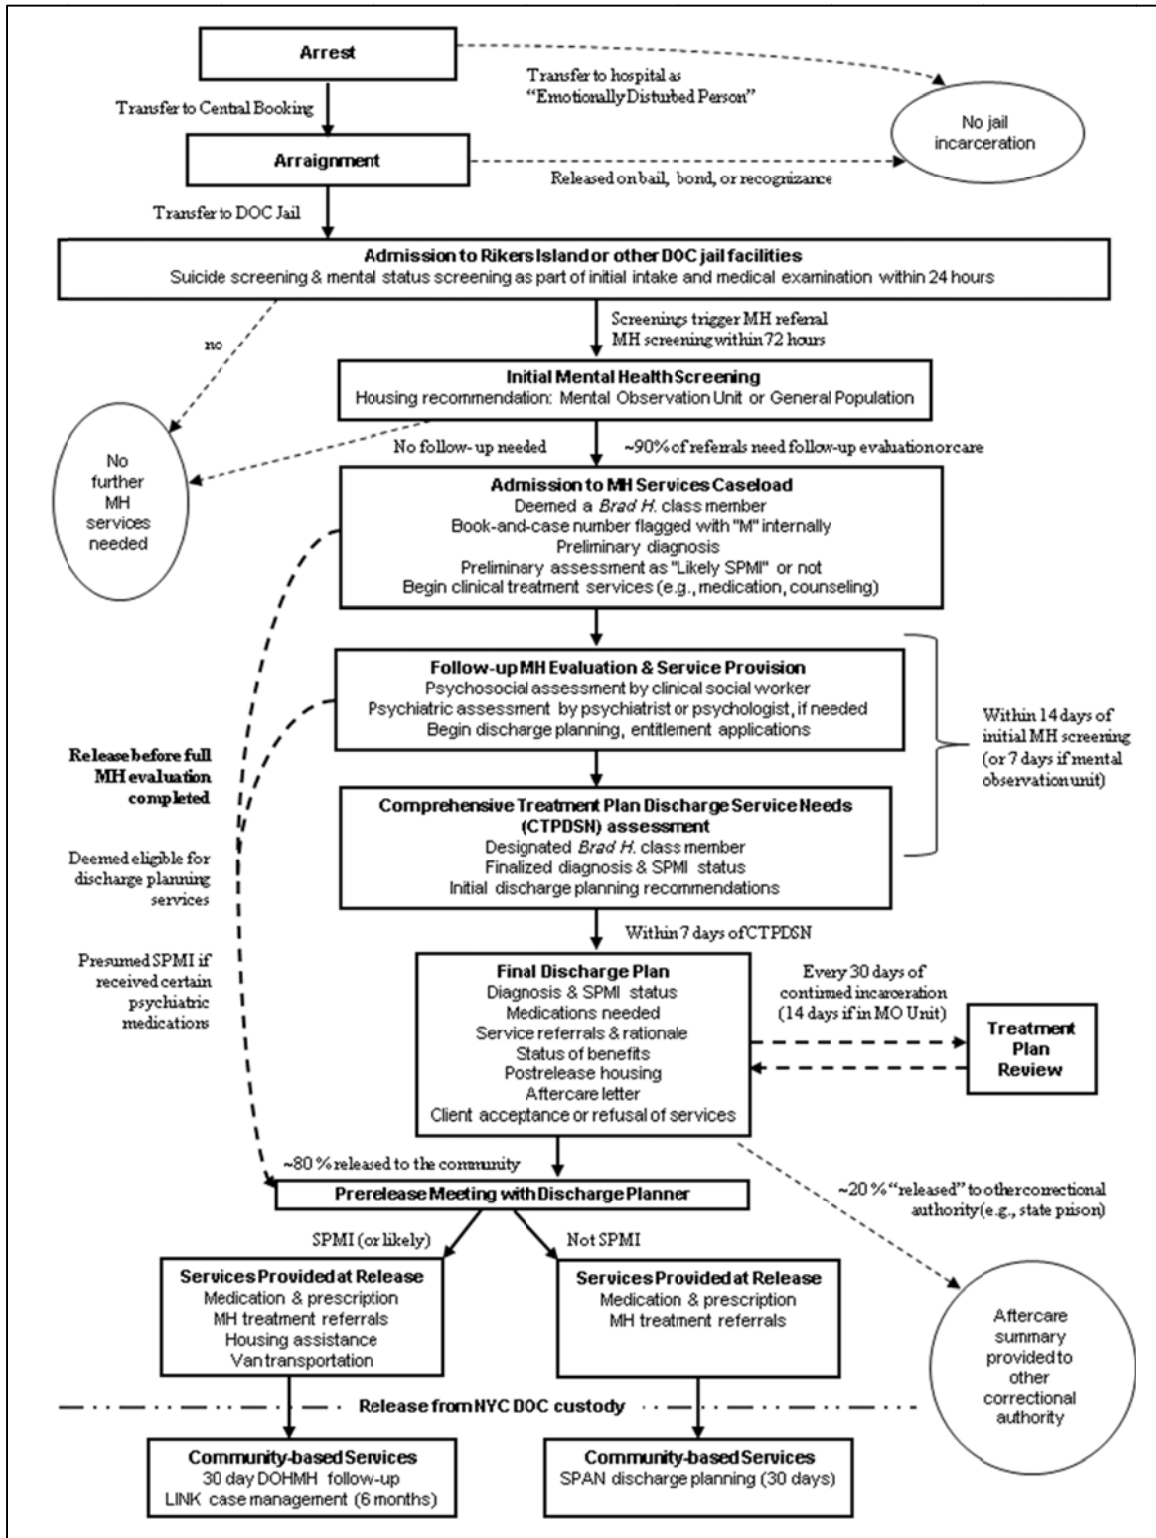 Arrest
Transfer to hospital as
“Emotionally Disturbed Person”
Transfer to Central Booking
No jail
incarceration
Arraignment
Released on bail, bond, or recognizance
Transfer to DOC Jail
Admission to Rikers Island or other DOC jail facilities
Suicide screening & mental status screening as part of initial intake and medical examination within 24 hours
no
Screenings trigger MH referral
MH screening within 72 hours
Initial Mental Health Screening
Housing recommendation: Mental Observation Unit or General Population
No follow-up needed
~90% of referrals need follow-up evaluation or care
No
further
MH
services
needed
Admission to MH Services Caseload
Deemed a Brad H. class member
Book-and-case number flagged with "M" internally
Preliminary diagnosis
Preliminary assessment as "Likely SPMI" or not
Begin clinical treatment services (e.g., medication, counseling)
Follow-up MH Evaluation & Service Provision
Psychosocial assessment by clinical social worker
Psychiatric assessment by psychiatrist or psychologist, if needed
Begin discharge planning, entitlement applications
Within 14 days of
initial MH screening
(or 7 days if mental
observation unit)
Release before full
MH evaluation
completed
Comprehensive Treatment Plan Discharge Service Needs
(CTPDSN) assessment
Designated Brad H. class member
Finalized diagnosis & SPMI status
Initial discharge planning recommendations
Deemed eligible for
discharge planning
services
Within 7 days of CTPDSN
Presumed SPMI if
received certain
psychiatric
medications
Final Discharge Plan
Diagnosis & SPMI status
Medications needed
Service referrals & rationale
Status of benefits
Postrelease housing
Aftercare letter
Client acceptance or refusal of services
Every 30 days of
continued incarceration
(14 days if in MO Unit)
Treatment
Plan
Review
~80 % released to the community
Prerelease Meeting with Discharge Planner
~20 % “released” to other correctional
authority (e.g., state prison)
SPMI (or likely)
Not SPMI
Services Provided at Release
Medication & prescription
MH treatment referrals
Housing assistance
Van transportation
Services Provided at Release
Medication & prescription
MH treatment referrals
Aftercare
summary
provided to
other
correctional
authority
Release from NYC DOC custody
Community-based Services
30 day DOHMH follow-up
LINK case management (6 months)
Community-based Services
SPAN discharge planning (30 days)